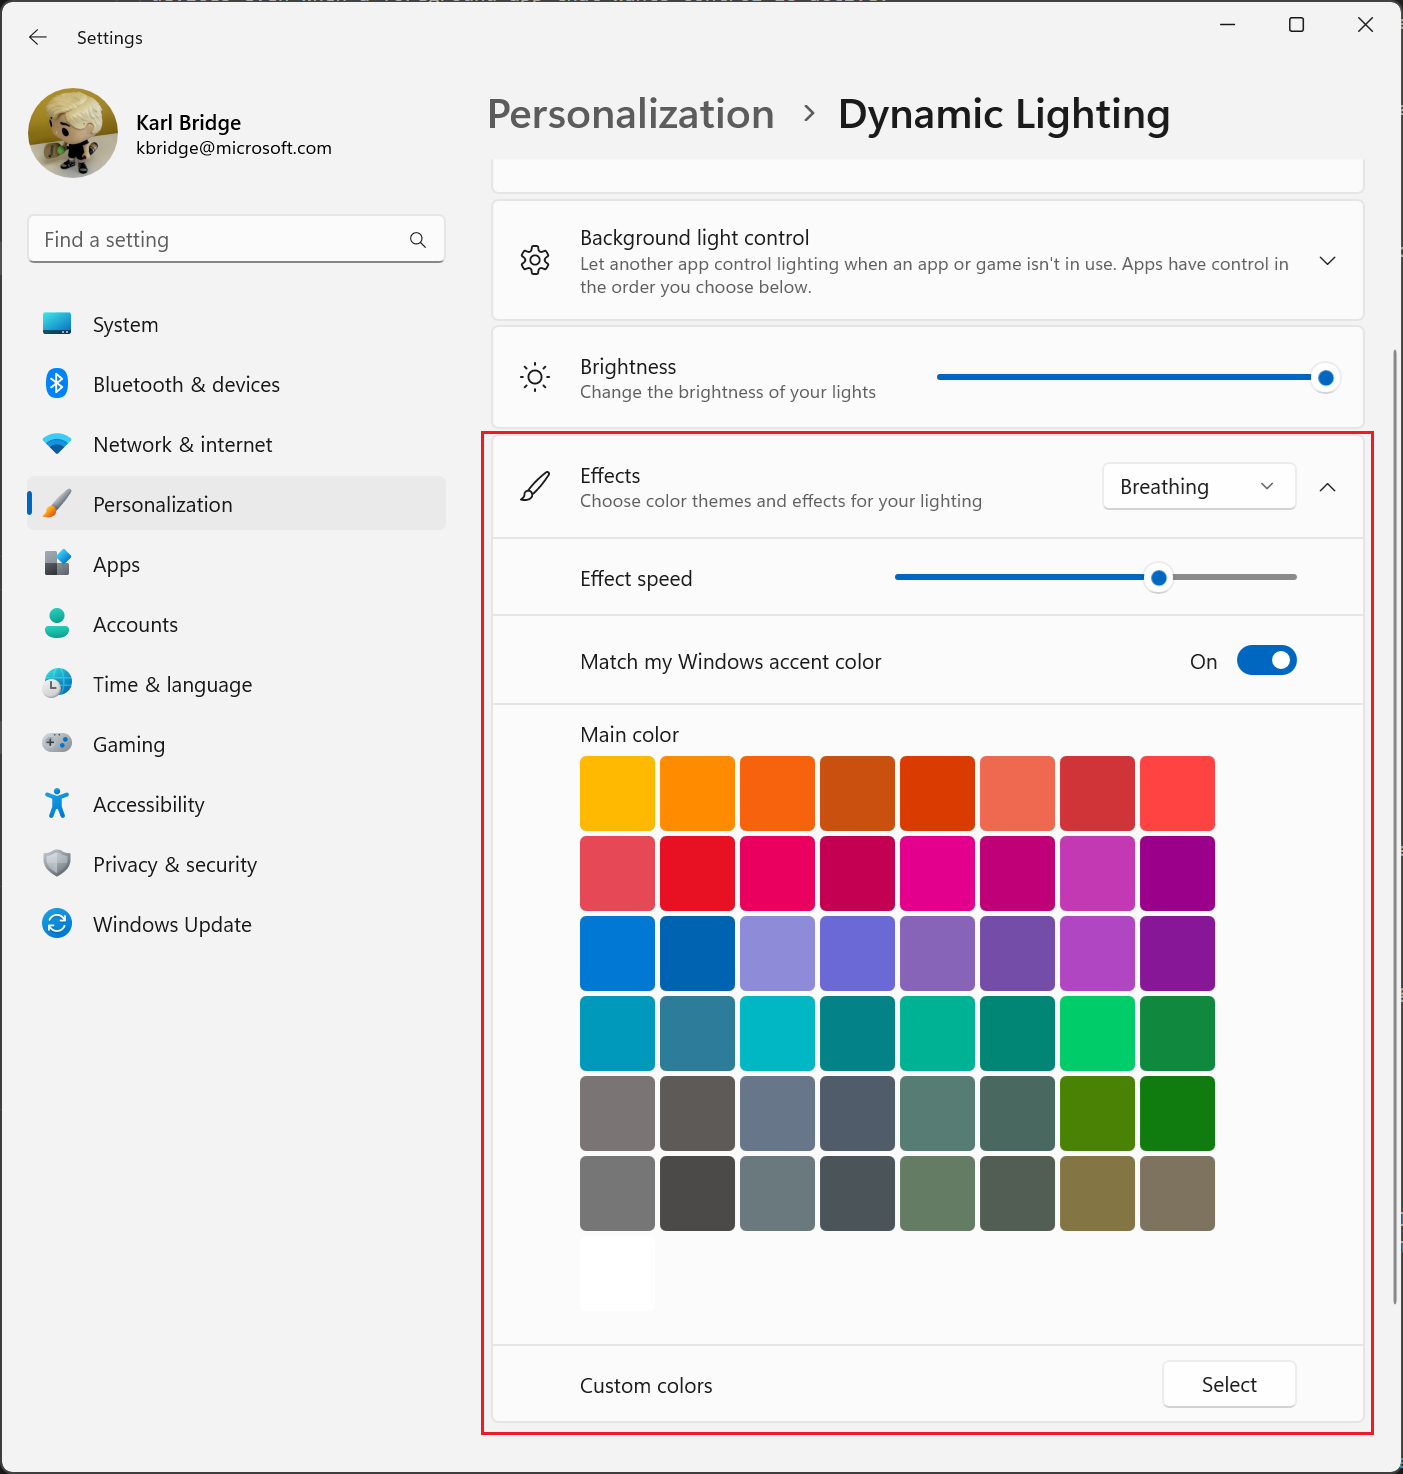 Settings
Karl Bridge
kbridge@microsoft.com
Find a setting
System
Bluetooth & devices
Network & internet
Personalization
Apps
Accounts
Time & language
Gaming
Accessibility
Privacy & security
Windows Update
Personalization > Dynamic Lighting
Background light control
Let another app control lighting when an app or game isn't in use. Apps have control in
the order you choose below.
Brightness
Change the brightness of your lights
Effects
Choose color themes and effects for your lighting
Breathing
Effect speed
Match my Windows accent color
On
Main color
Custom colors
Select